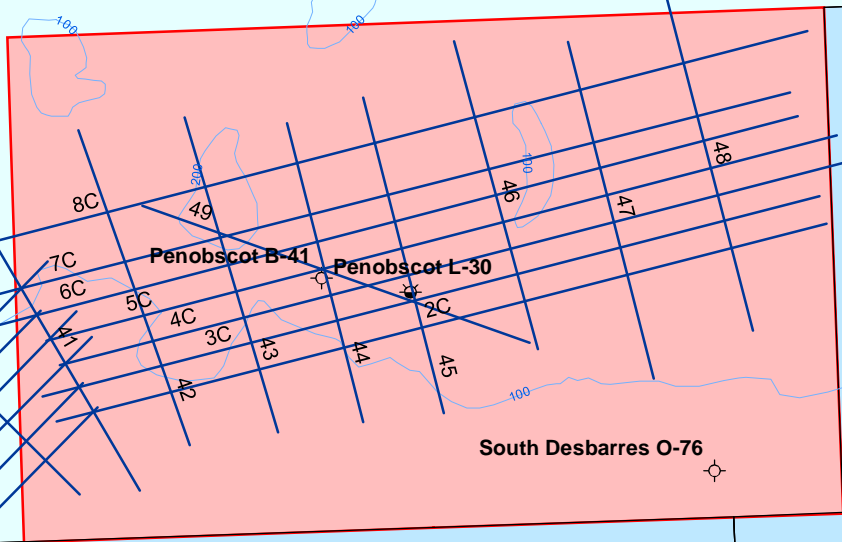 100
100
200
100
48
46
8C
49
47
Penobscot B-41
7C
Penobscot L-30
6C
5C
2C
4C
41
3C
43
44
45
42
100
South Desbarres O-76